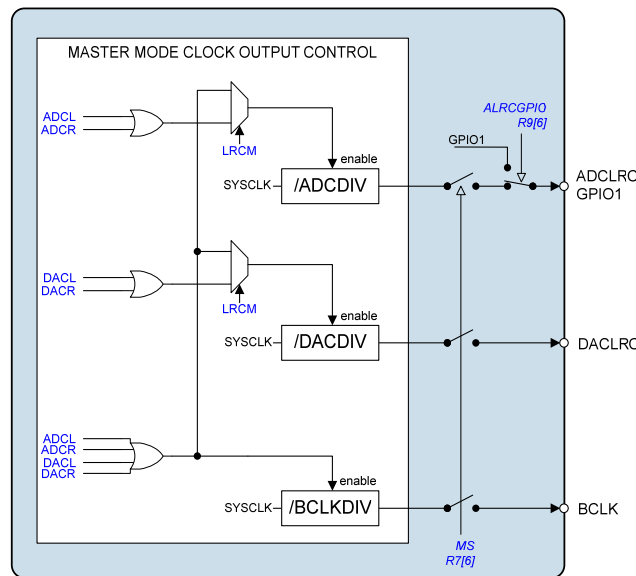 MASTER MODE CLOCK OUTPUT CONTROL
ADCL
ADCR
LRCM
enable
SYSCLK
/ADCDIV
ALRCGPIO
R9[6]
GPIO1
ADCLRC
GPIO1
DACL
DACR
LRCM
enable
SYSCLK
/DACDIV
DACLRC
ADCL
ADCR
DACL
DACR
enable
SYSCLK
/BCLKDIV
BCLK
MS
R7[6]